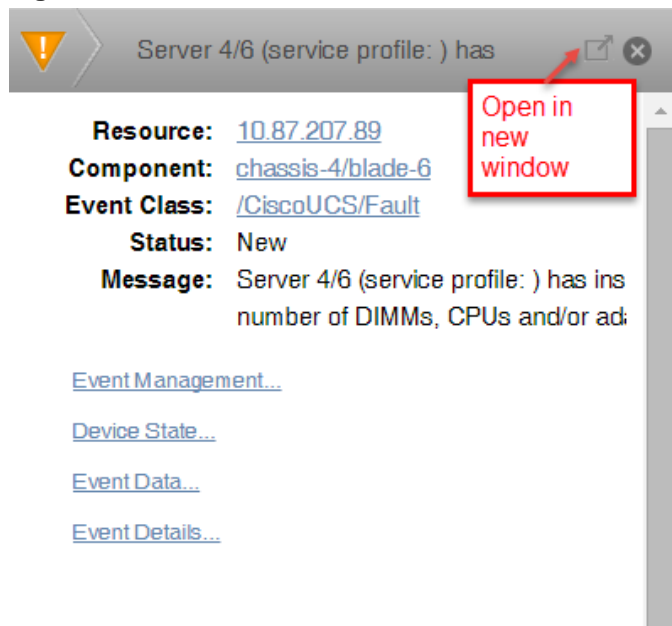 Server 4/6 (service profile: ) has
Open in
new
window
Resource: 10.87.207.89
Component: chassis-4/blade-6
Event Class: /CiscoUCS/Fault
Status: New
Message: Server 4/6 (service profile: ) has ins
number of DIMMs, CPUs and/or
Event Management...
Device State...
Event Data...
Event Details...